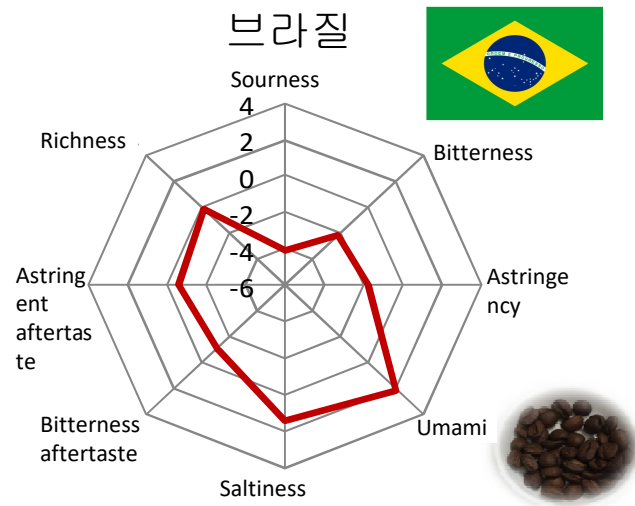 브라질
Sourness
4
2
0
-2
-4
-6
Richness
Bitterness
Astringe
ncy
Astring
ent
aftertas
te
Umami
Bitterness
aftertaste
Saltiness